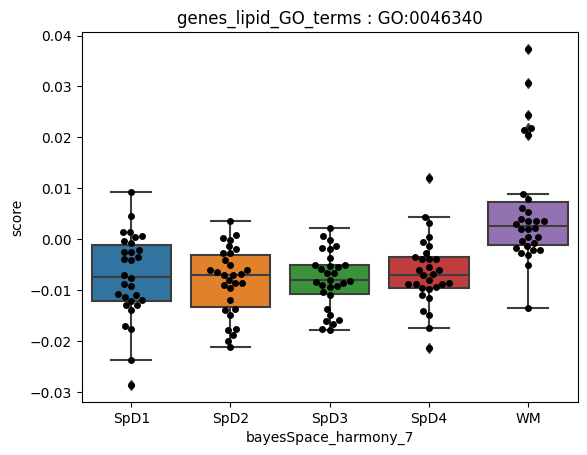 genes_lipid_GO_terms : GO:0046340
0.04
0.03
0.02
0.01
0.00
−0.01
−0.02
−0.03
score
SpD1 SpD2 SpD3 SpD4 WM
bayesSpace_harmony_7